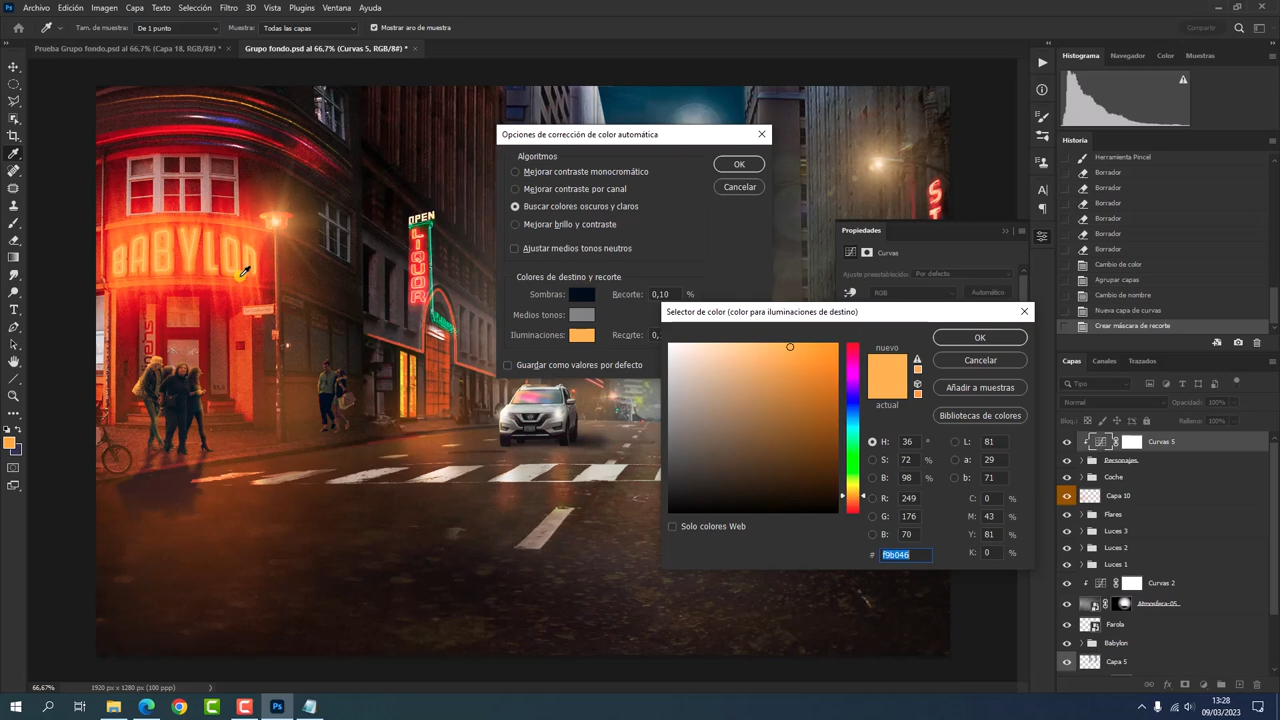 Ps Archivo Edición Imagen Capa Texto Selección Filtro 3D Vista Plugins Ventana Ayuda
Tam. de muestra: De 1 punto Muestra: Todas las capas Mostrar aro de muestra
Compartir
Prueba Grupo fondo.psd al 66,7% (Capa 18, RGB/8#) * × Grupo fondo.psd al 66,7% (Curvas 5, RGB/8#) * ×
Histograma Navegador Color Muestras
Historia
Herramienta Pincel
Borrador
Borrador
Borrador
Borrador
Borrador
Borrador
Cambio de color
Agrupar capas
Cambio de nombre
Nueva capa de curvas
Crear máscara de recorte
Opciones de corrección de color automática
Algoritmos
Mejorar contraste monocromático
Mejorar contraste por canal
Buscar colores oscuros y claros
Mejorar brillo y contraste
Ajustar medios tonos neutros
OK
Cancelar
Colores de destino y recorte
Sombras: Recorte: 0,10 %
Medios tonos:
Iluminaciones: Recorte:
Guardar como valores por defecto
BABYLON
OPEN
LIQUOR
ST
Propiedades
Curvas
Ajuste preestablecido: Por defecto
RGB Automático
Selector de color (color para iluminaciones de destino)
nuevo
actual
OK
Cancelar
Añadir a muestras
Bibliotecas de colores
H: 36 ° L: 81
S: 72 % a: 29
B: 98 % b: 71
R: 249 C: 0 %
G: 176 M: 43 %
B: 70 Y: 81 %
# f9b046 K: 0 %
Solo colores Web
Capas Canales Trazados
Tipo
Normal Opacidad: 100%
Bloq.: Relleno: 100%
Curvas 5
Personajes
Coche
Capa 10
Flares
Luces 3
Luces 2
Luces 1
Curvas 2
Atmosfera-05
Farola
Babylon
Capa 5
66,67% 1920 px x 1280 px (100 ppp)
13:28
09/03/2023